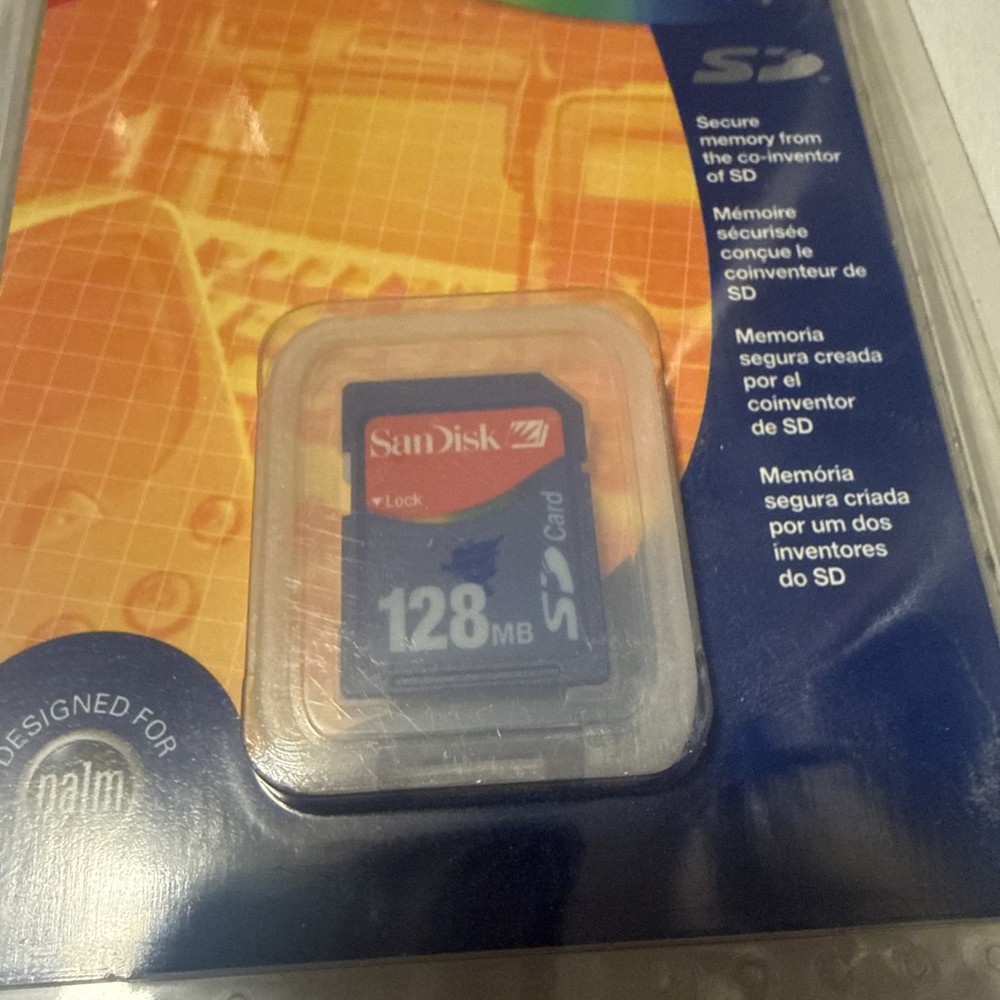 SD
Secure
memory from
the co-inventor
of SD
Mémoire
sécurisée
conçue le
coinventeur de
SD
Memoria
segura creada
por el
coinventor
de SD
Memória
segura criada
por um dos
inventores
do SD
SanDisk
Lock
SD Card
128MB
DESIGNED FOR
palm